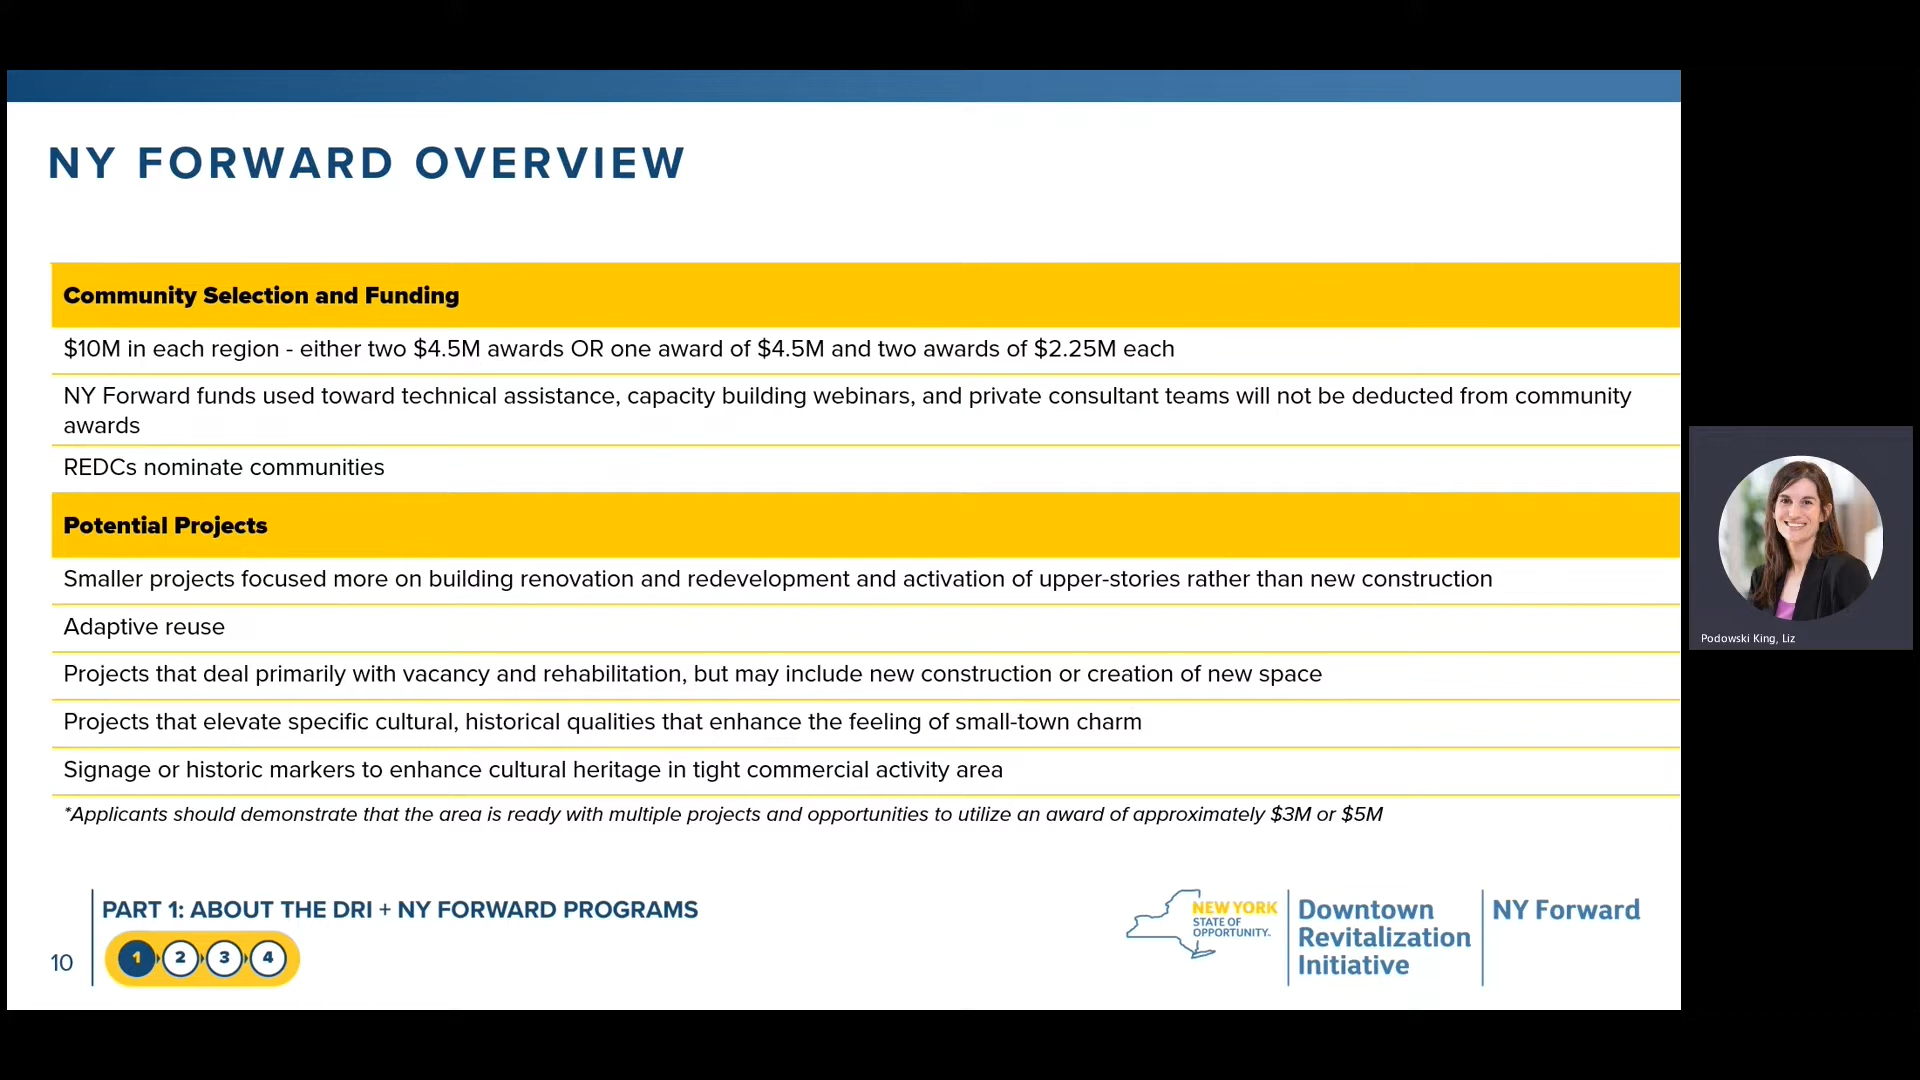 NY FORWARD OVERVIEW
Community Selection and Funding
$10M in each region - either two $4.5M awards OR one award of $4.5M and two awards of $2.25M each
NY Forward funds used toward technical assistance, capacity building webinars, and private consultant teams will not be deducted from community
awards
REDCs nominate communities
Potential Projects
Smaller projects focused more on building renovation and redevelopment and activation of upper-stories rather than new construction
Adaptive reuse
Projects that deal primarily with vacancy and rehabilitation, but may include new construction or creation of new space
Projects that elevate specific cultural, historical qualities that enhance the feeling of small-town charm
Signage or historic markers to enhance cultural heritage in tight commercial activity area
*Applicants should demonstrate that the area is ready with multiple projects and opportunities to utilize an award of approximately $3M or $5M
Podowski King, Liz
10
PART 1: ABOUT THE DRI + NY FORWARD PROGRAMS
1 2 3 4
NEW YORK
STATE OF
OPPORTUNITY.
Downtown
Revitalization
Initiative
NY Forward